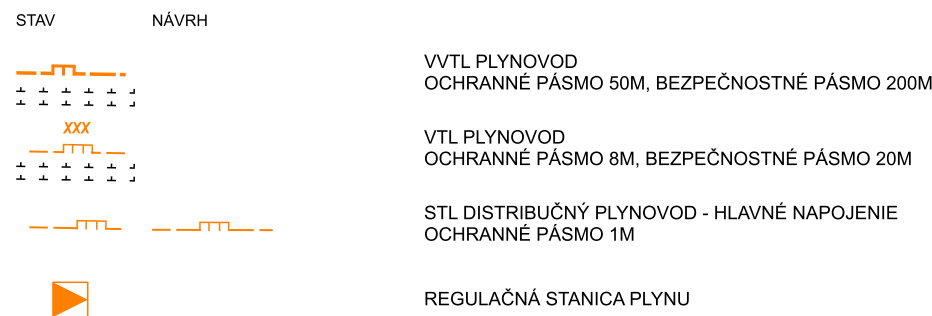 STAV NÁVRH
VVTL PLYNOVOD
OCHRANNÉ PÁSMO 50M, BEZPEČNOSTNÉ PÁSMO 200M
XXX
VTL PLYNOVOD
OCHRANNÉ PÁSMO 8M, BEZPEČNOSTNÉ PÁSMO 20M
STL DISTRIBUČNÝ PLYNOVOD - HLAVNÉ NAPOJENIE
OCHRANNÉ PÁSMO 1M
REGULAČNÁ STANICA PLYNU